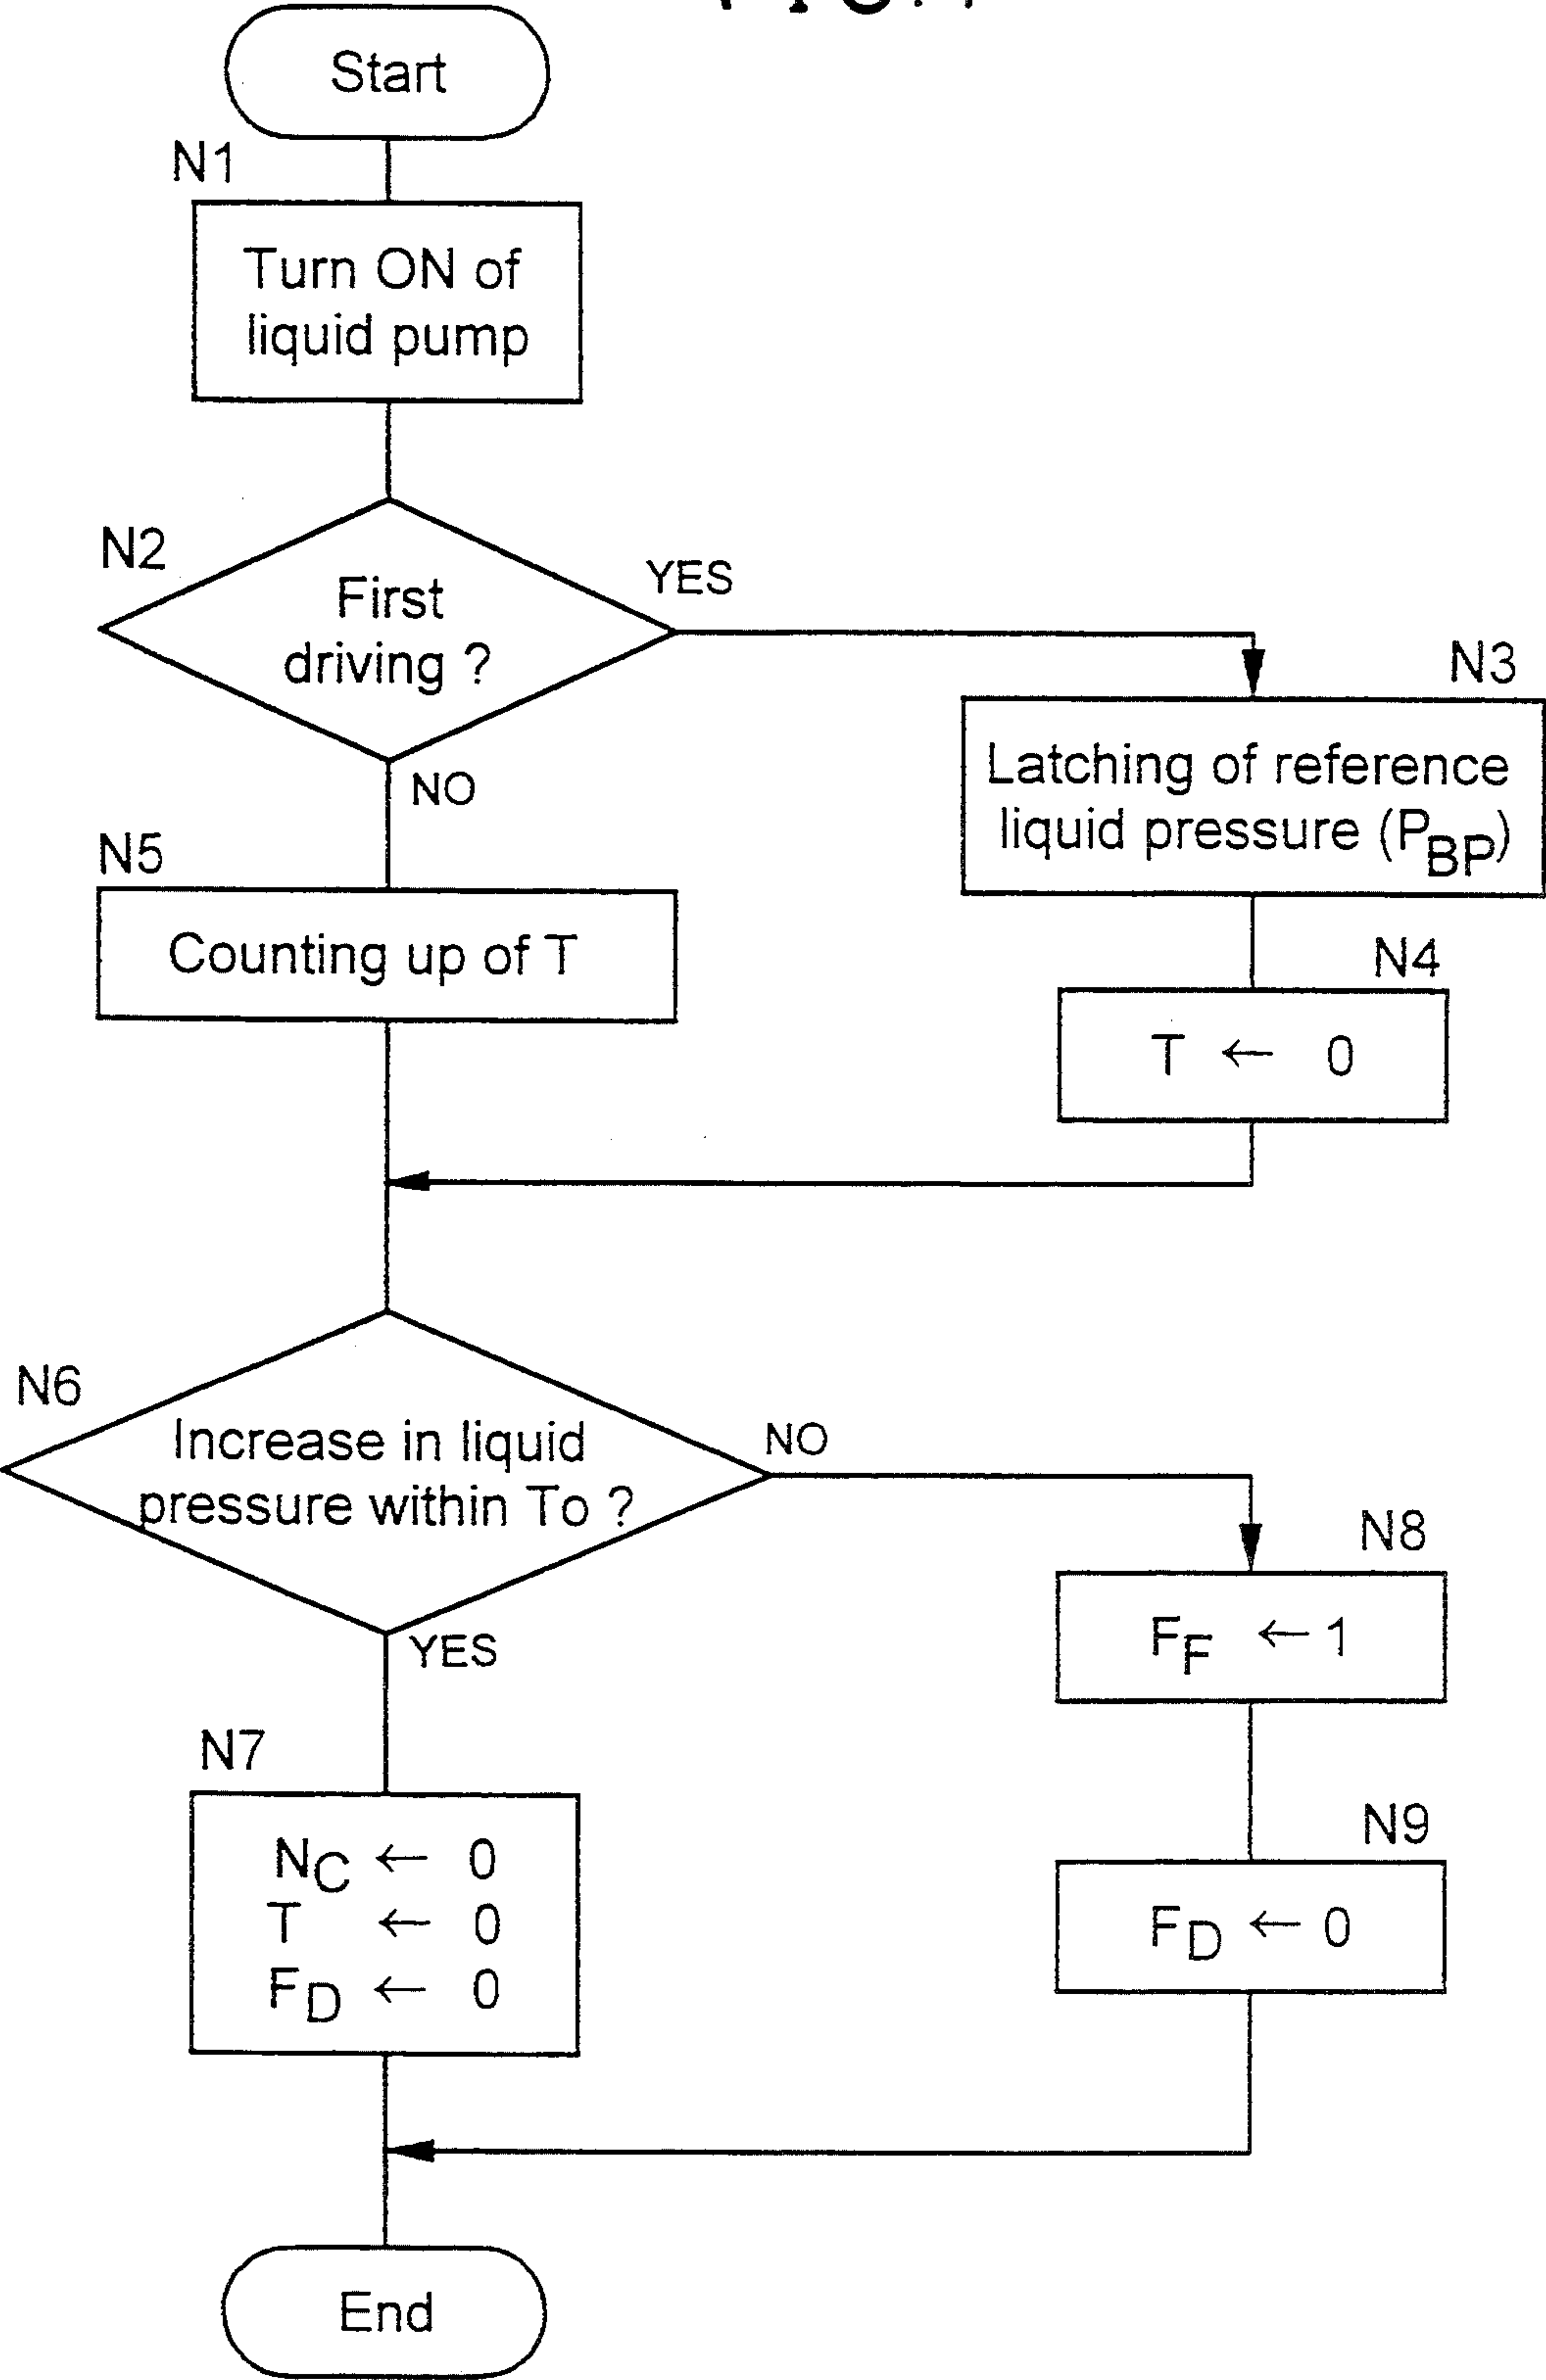 Start
N1
Turn ON of
liquid pump
N2
First
driving ?
YES
NO
N3
Latching of reference
liquid pressure (PBP)
N4
T ← 0
N5
Counting up of T
N6
Increase in liquid
pressure within To ?
NO
YES
N8
FF ← 1
N7
NC ← 0
T ← 0
FD ← 0
N9
FD ← 0
End